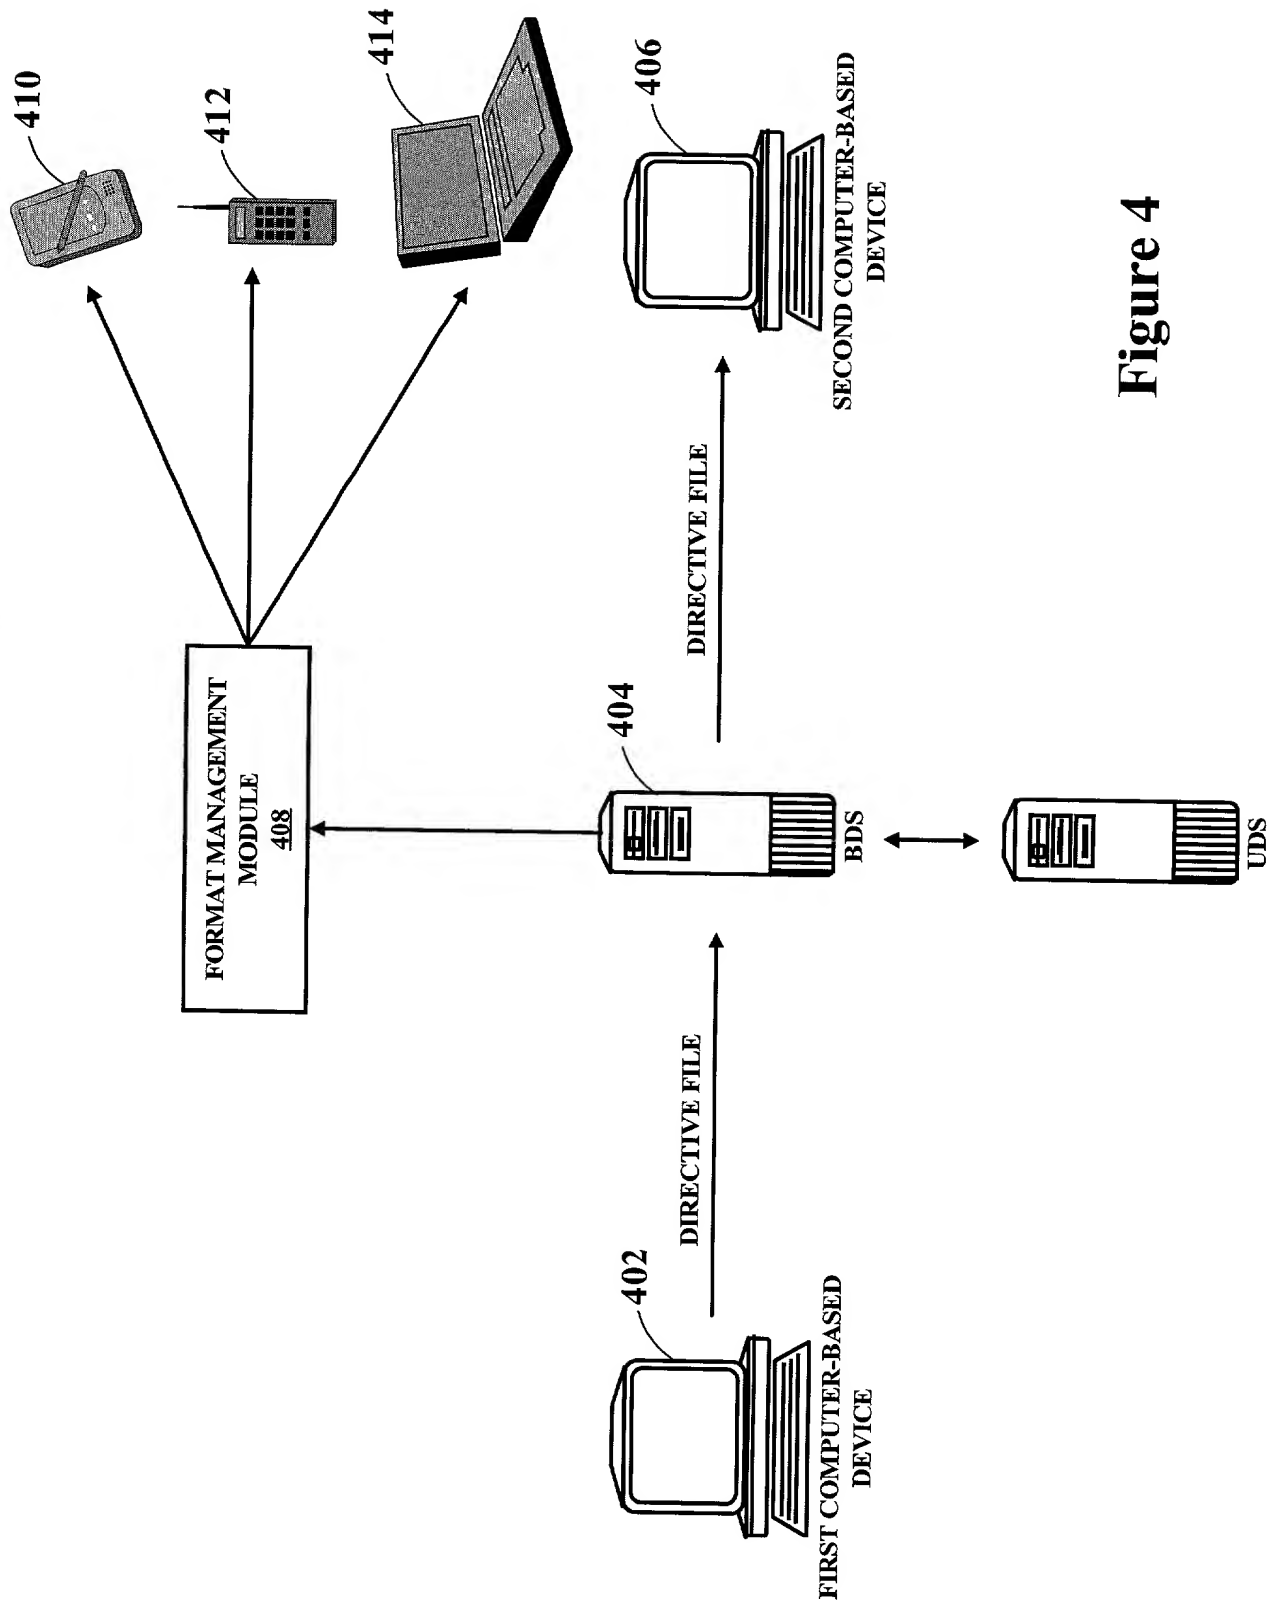 410
412
414
FORMAT MANAGEMENT
MODULE
408
402
DIRECTIVE FILE
404
DIRECTIVE FILE
406
FIRST COMPUTER-BASED
DEVICE
BDS
SECOND COMPUTER-BASED
DEVICE
UDS
Figure 4